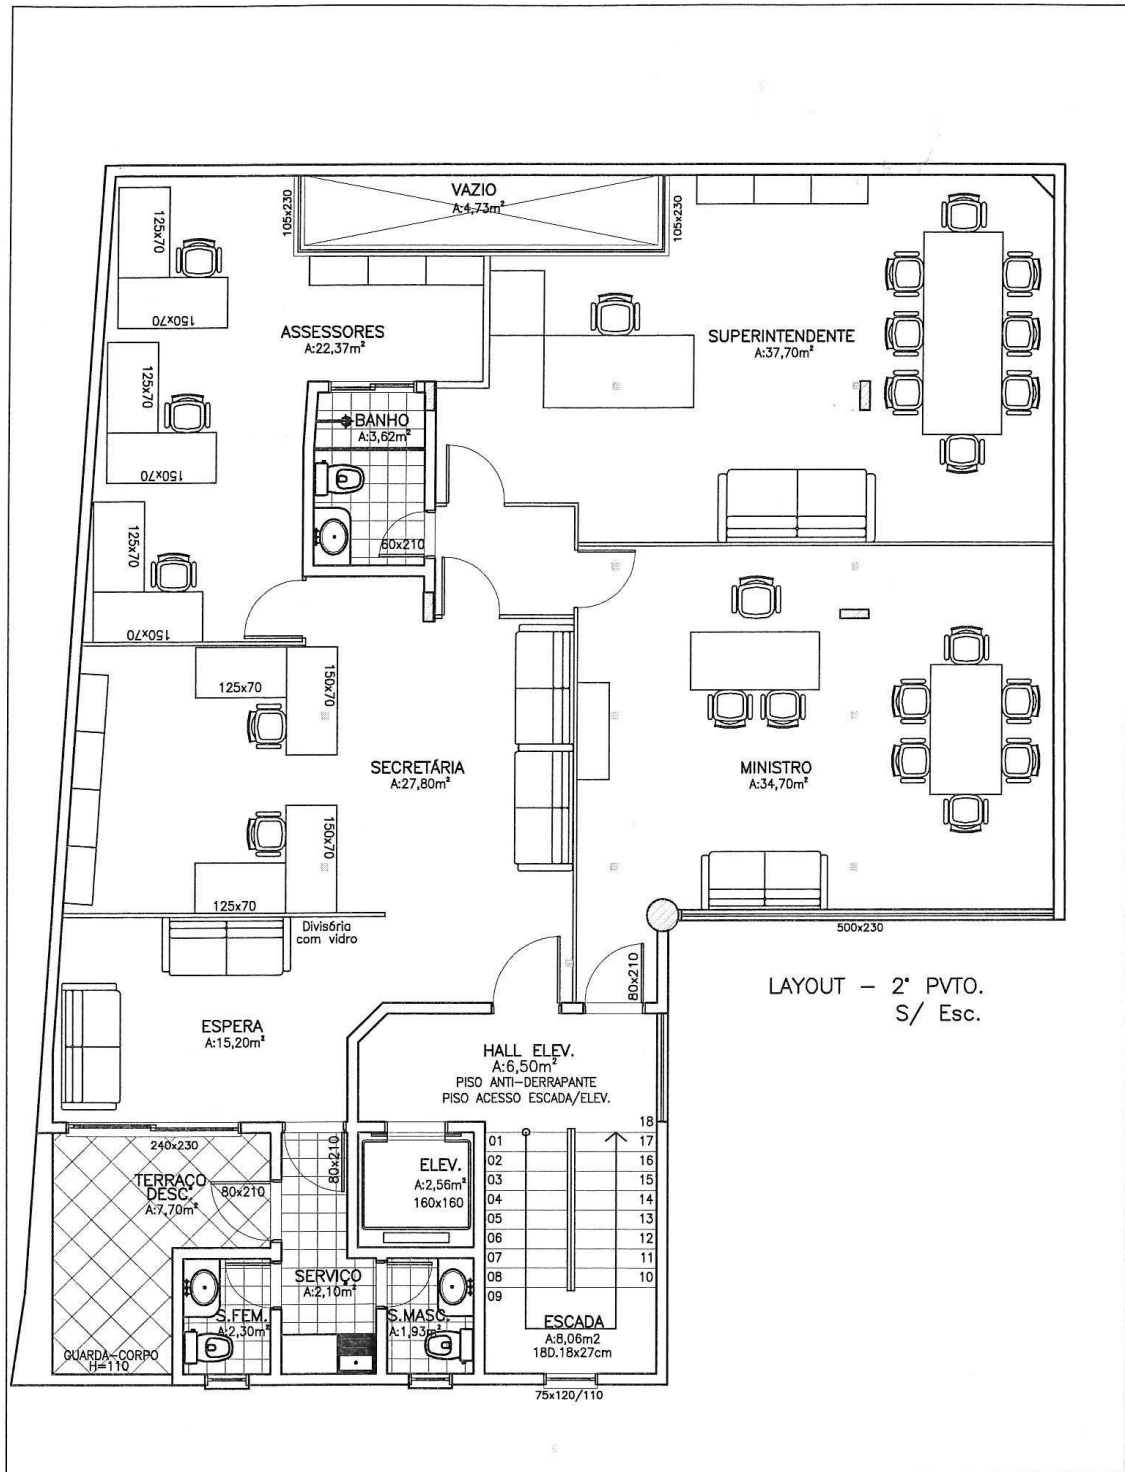 VAZIO
A:4,73m²
105x230
105x230
125x70
150x70
ASSESSORES
A:22,37m²
SUPERINTENDENTE
A:37,70m²
125x70
150x70
BANHO
A:3,62m²
60x210
125x70
150x70
125x70
150x70
SECRETÁRIA
A:27,80m²
MINISTRO
A:34,70m²
150x70
125x70
Divisória
com vidro
500x230
80x210
LAYOUT - 2° PVTO.
S/ Esc.
ESPERA
A:15,20m²
HALL ELEV.
A:6,50m²
PISO ANTI-DERRAPANTE
PISO ACESSO ESCADA/ELEV.
240x230
80x210
ELEV.
A:2,56m²
160x160
TERRAÇO
DESC.
A:7,70m²
80x210
01
02
03
04
05
06
07
08
09
18
17
16
15
14
13
12
11
10
SERVIÇO
A:2,10m²
S.FEM.
A:2,30m²
S.MASC.
A:1,93m²
ESCADA
A:8,06m2
18D.18x27cm
GUARDA-CORPO
H=110
75x120/110